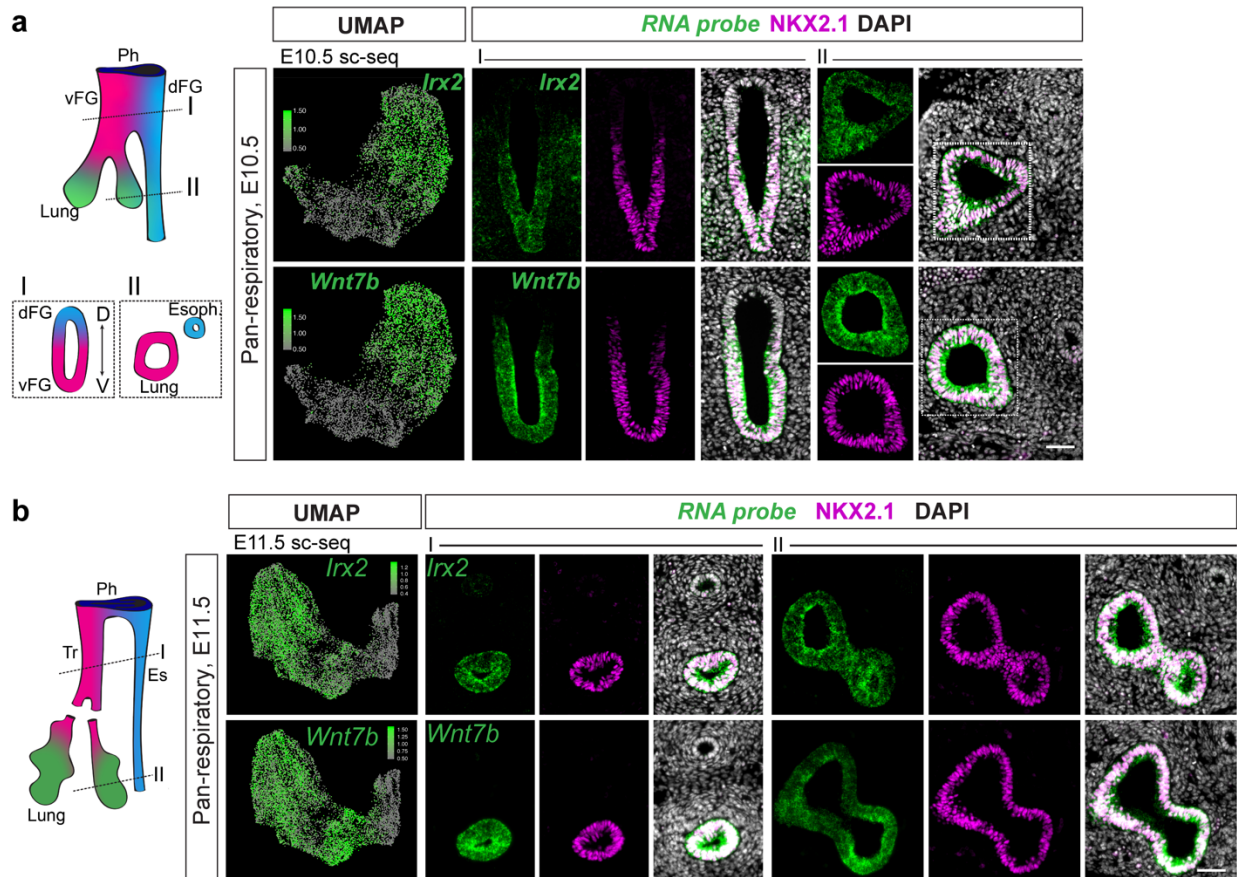 a
UMAP
RNA probe NKX2.1 DAPI
Ph
vFG
dFG
I
II
Lung
E10.5 sc-seq
I
II
Pan-respiratory, E10.5
Irx2
1.50
1.00
0.50
Irx2
Wnt7b
1.50
1.00
0.50
Wnt7b
I
II
dFG
D
vFG
V
Esoph
Lung
b
UMAP
RNA probe NKX2.1 DAPI
E11.5 sc-seq
I
II
Ph
Tr
I
Es
II
Lung
Pan-respiratory, E11.5
Irx2
1.2
1.0
0.8
0.6
0.4
Irx2
Wnt7b
1.50
1.25
1.00
0.75
0.50
Wnt7b